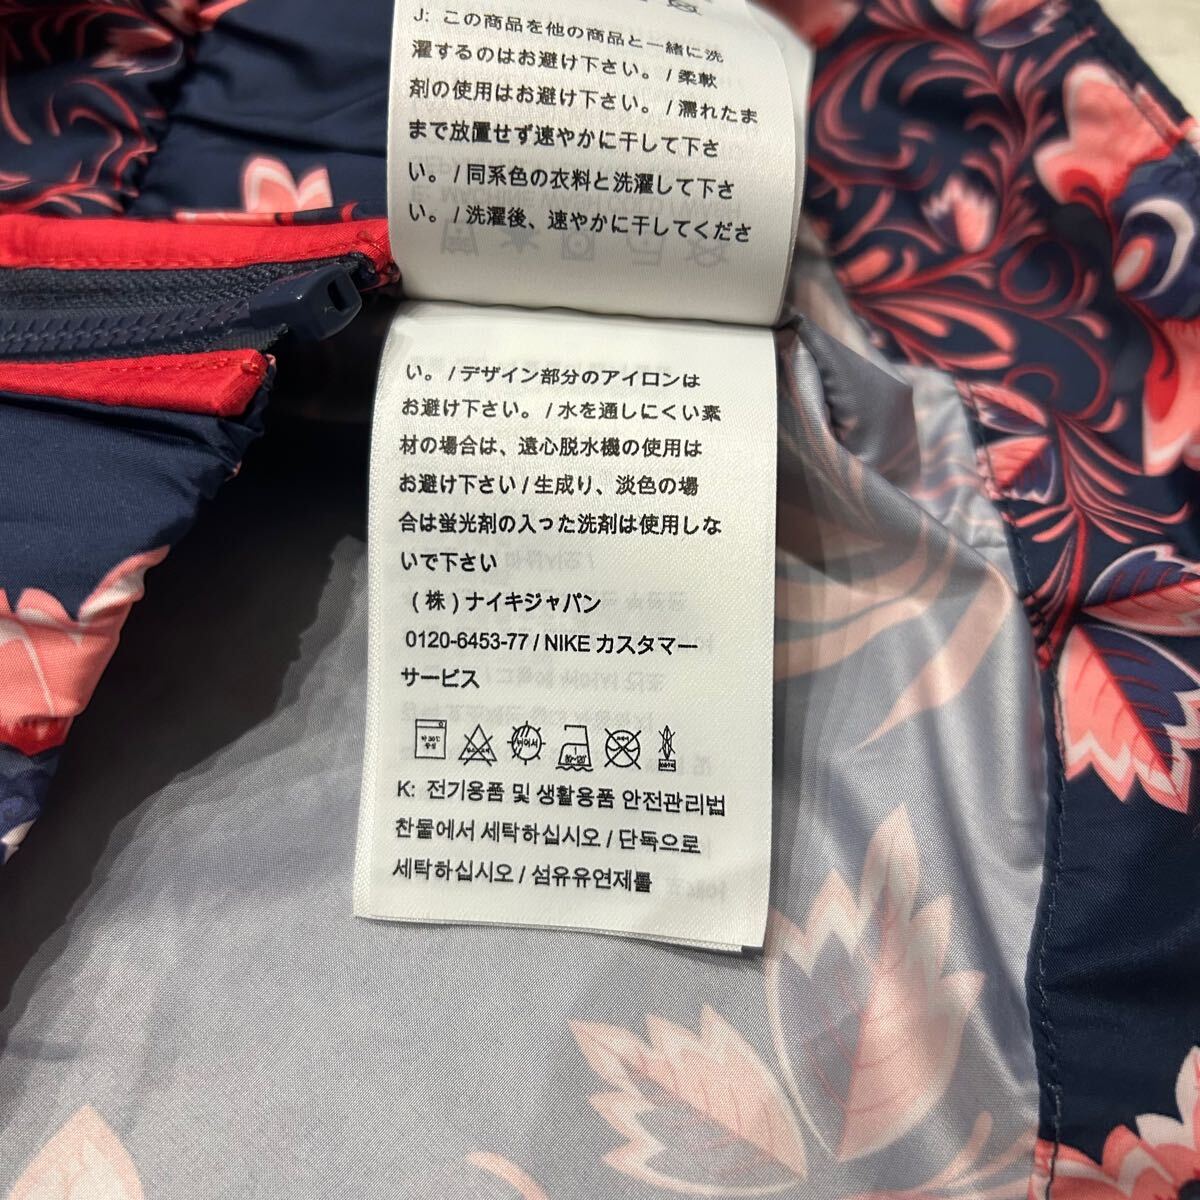 J: この商品を他の商品と一緒に洗
濯するのはお避け下さい。/ 柔軟
剤の使用はお避け下さい。/ 濡れたま
まで放置せず速やかに干して下さ
い。/ 同系色の衣料と洗濯して下さ
い。/ 洗濯後、速やかに干してくださ
い。/ デザイン部分のアイロンは
お避け下さい。/ 水を通しにくい素
材の場合は、遠心脱水機の使用は
お避け下さい / 生成り、淡色の場
合は蛍光剤の入った洗剤は使用しな
いで下さい
(株)ナイキジャパン
0120-6453-77 / NIKE カスタマー
サービス
K: 전기용품 및 생활용품 안전관리법
찬물에서 세탁하십시오 / 단독으로
세탁하십시오 / 섬유유연제를